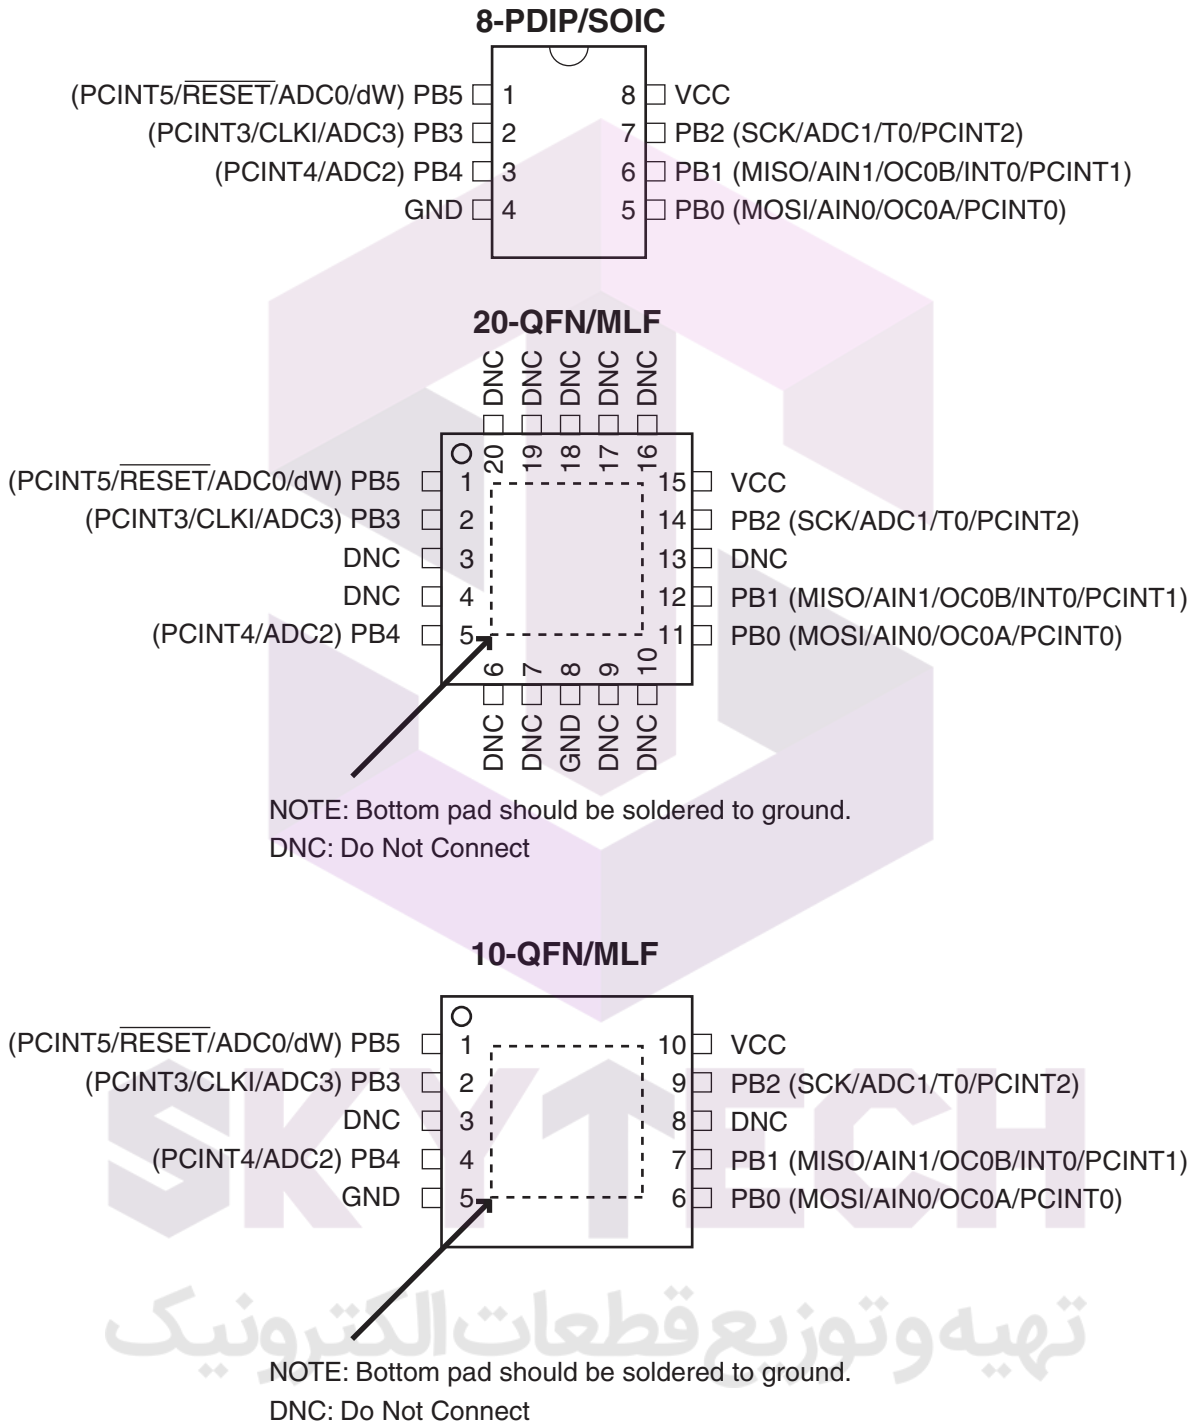 8-PDIP/SOIC
(PCINT5/RESET/ADC0/dW) PB5 1 8 VCC
(PCINT3/CLKI/ADC3) PB3 2 7 PB2 (SCK/ADC1/T0/PCINT2)
(PCINT4/ADC2) PB4 3 6 PB1 (MISO/AIN1/OC0B/INT0/PCINT1)
GND 4 5 PB0 (MOSI/AIN0/OC0A/PCINT0)
20-QFN/MLF
DNC DNC DNC DNC DNC
20 19 18 17 16
(PCINT5/RESET/ADC0/dW) PB5 1 15 VCC
(PCINT3/CLKI/ADC3) PB3 2 14 PB2 (SCK/ADC1/T0/PCINT2)
DNC 3 13 DNC
DNC 4 12 PB1 (MISO/AIN1/OC0B/INT0/PCINT1)
(PCINT4/ADC2) PB4 5 11 PB0 (MOSI/AIN0/OC0A/PCINT0)
6 7 8 9 10
DNC DNC GND DNC DNC
NOTE: Bottom pad should be soldered to ground.
DNC: Do Not Connect
10-QFN/MLF
(PCINT5/RESET/ADC0/dW) PB5 1 10 VCC
(PCINT3/CLKI/ADC3) PB3 2 9 PB2 (SCK/ADC1/T0/PCINT2)
DNC 3 8 DNC
(PCINT4/ADC2) PB4 4 7 PB1 (MISO/AIN1/OC0B/INT0/PCINT1)
GND 5 6 PB0 (MOSI/AIN0/OC0A/PCINT0)
SKYTECH
تهیه و توزیع قطعات الکترونیک
NOTE: Bottom pad should be soldered to ground.
DNC: Do Not Connect